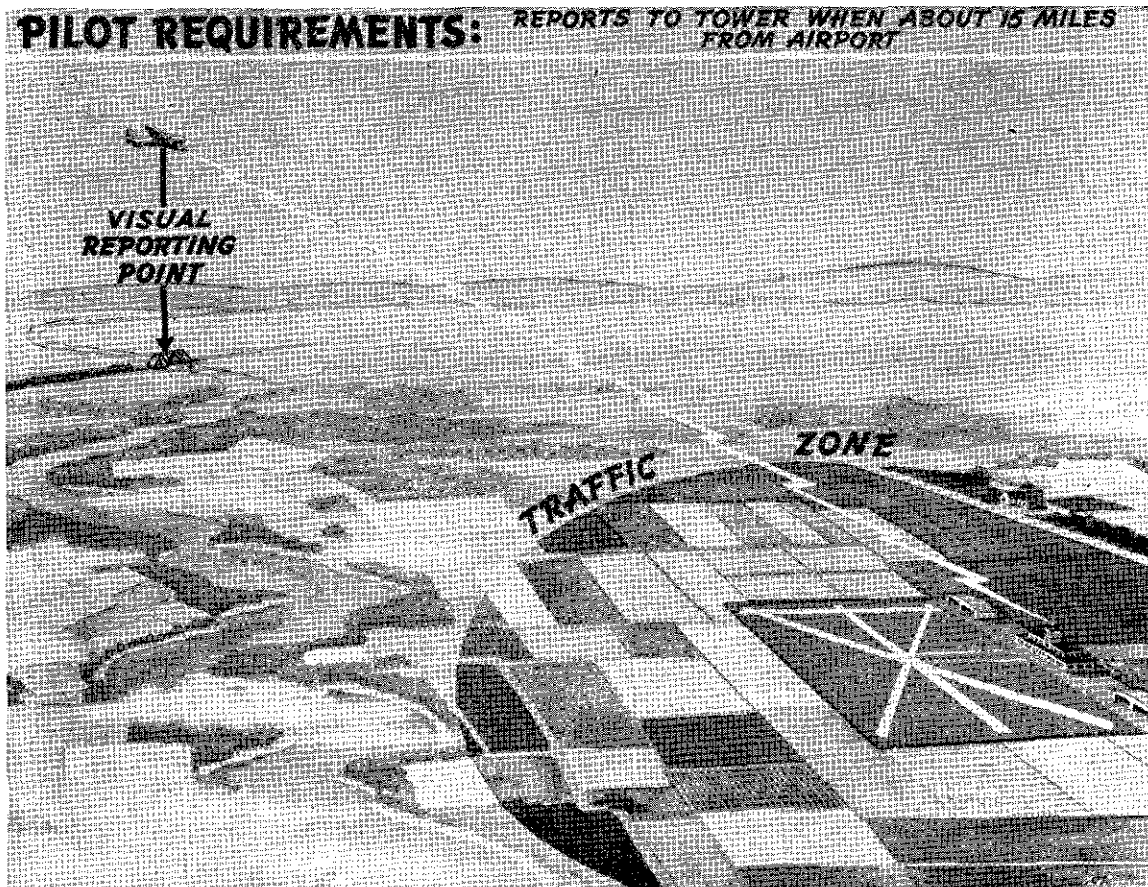 PILOT REQUIREMENTS: REPORTS TO TOWER WHEN ABOUT 15 MILES
FROM AIRPORT
VISUAL
REPORTING
POINT
TRAFFIC ZONE